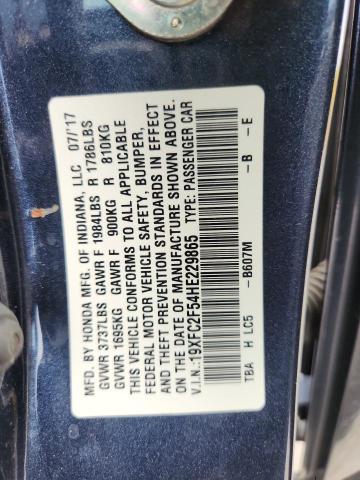 MFD. BY HONDA MFG. OF INDIANA, LLC 07/'17
GVWR 3737LBS GAWR F 1984LBS R 1786LBS
GVWR 1695KG GAWR F 900KG R 810KG
THIS VEHICLE CONFORMS TO ALL APPLICABLE
FEDERAL MOTOR VEHICLE SAFETY, BUMPER,
AND THEFT PREVENTION STANDARDS IN EFFECT
ON THE DATE OF MANUFACTURE SHOWN ABOVE.
V.I.N.:19XFC2F54HE229865 TYPE: PASSENGER CAR
TBA H LC5 -B607M -B -E